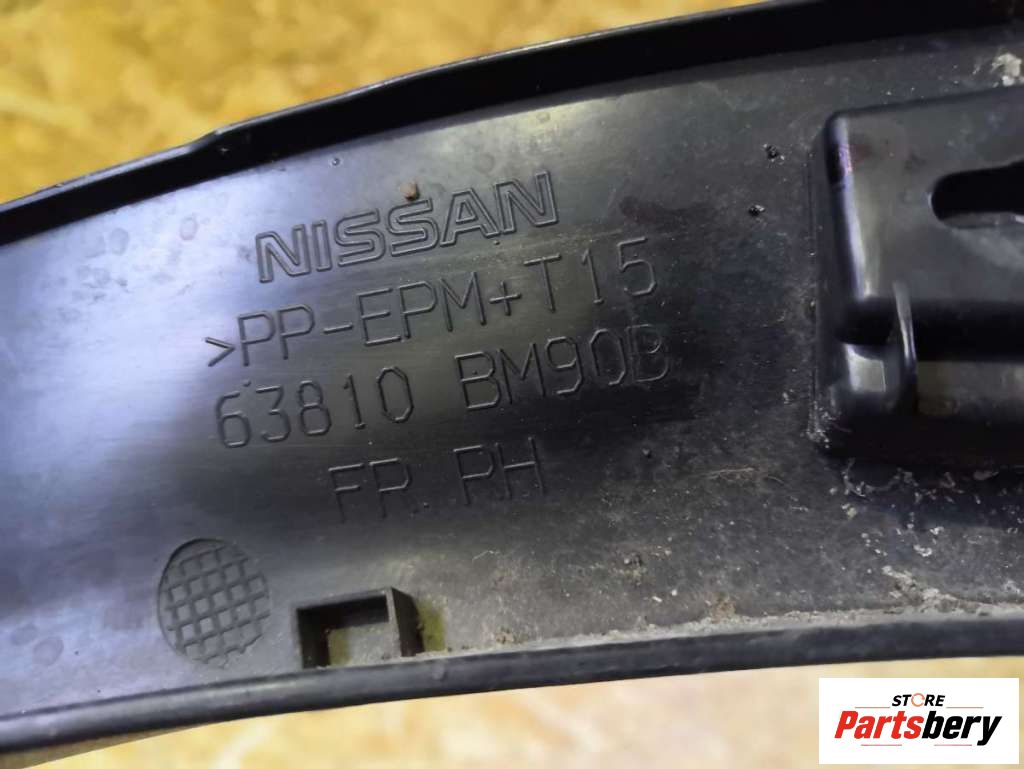 NISSAN
>PP-EPM+T15
63810 BM90B
FR. RH
STORE
Partsbery